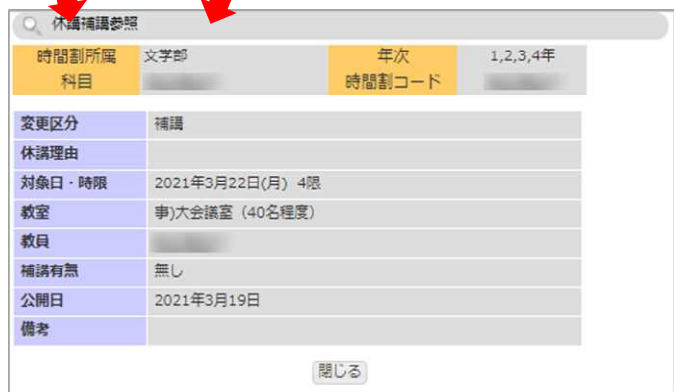 休講補講参照
時間割所属 文学部 年次 1,2,3,4年
科目 時間割コード
変更区分 補講
休講理由
対象日・時限 2021年3月22日(月) 4限
教室 事)大会議室（40名程度）
教員
補講有無 無し
公開日 2021年3月19日
備考
閉じる